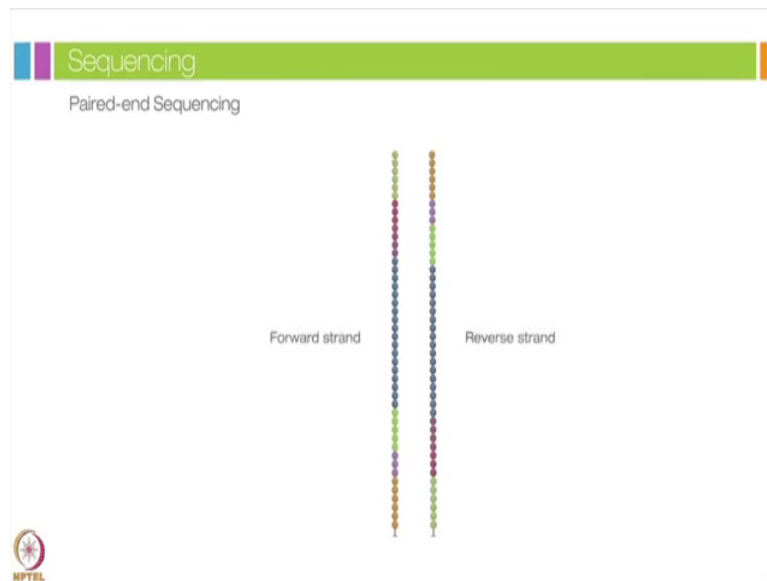 Sequencing
Paired-end Sequencing
Forward strand
Reverse strand
NPTEL